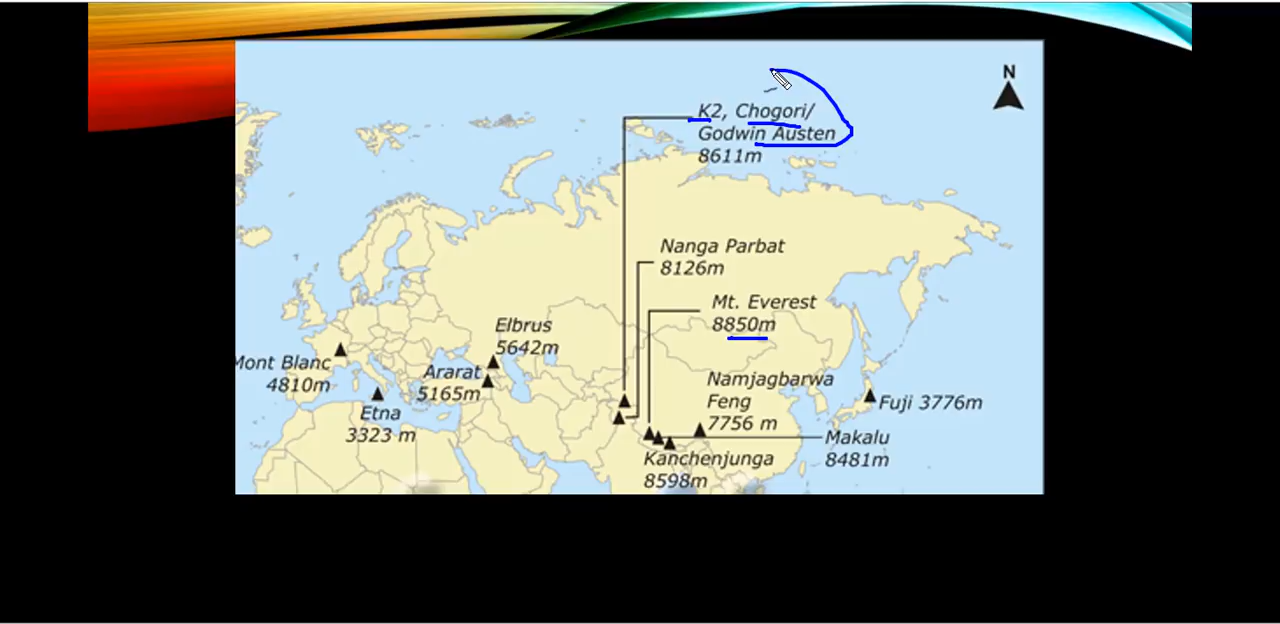 N
K2, Chogori/
Godwin Austen
8611m
Nanga Parbat
8126m
Mt. Everest
8850m
Elbrus
5642m
Mont Blanc
4810m
Ararat
5165m
Etna
3323 m
Namjagbarwa
Feng
7756 m
Fuji 3776m
Makalu
8481m
Kanchenjunga
8598m